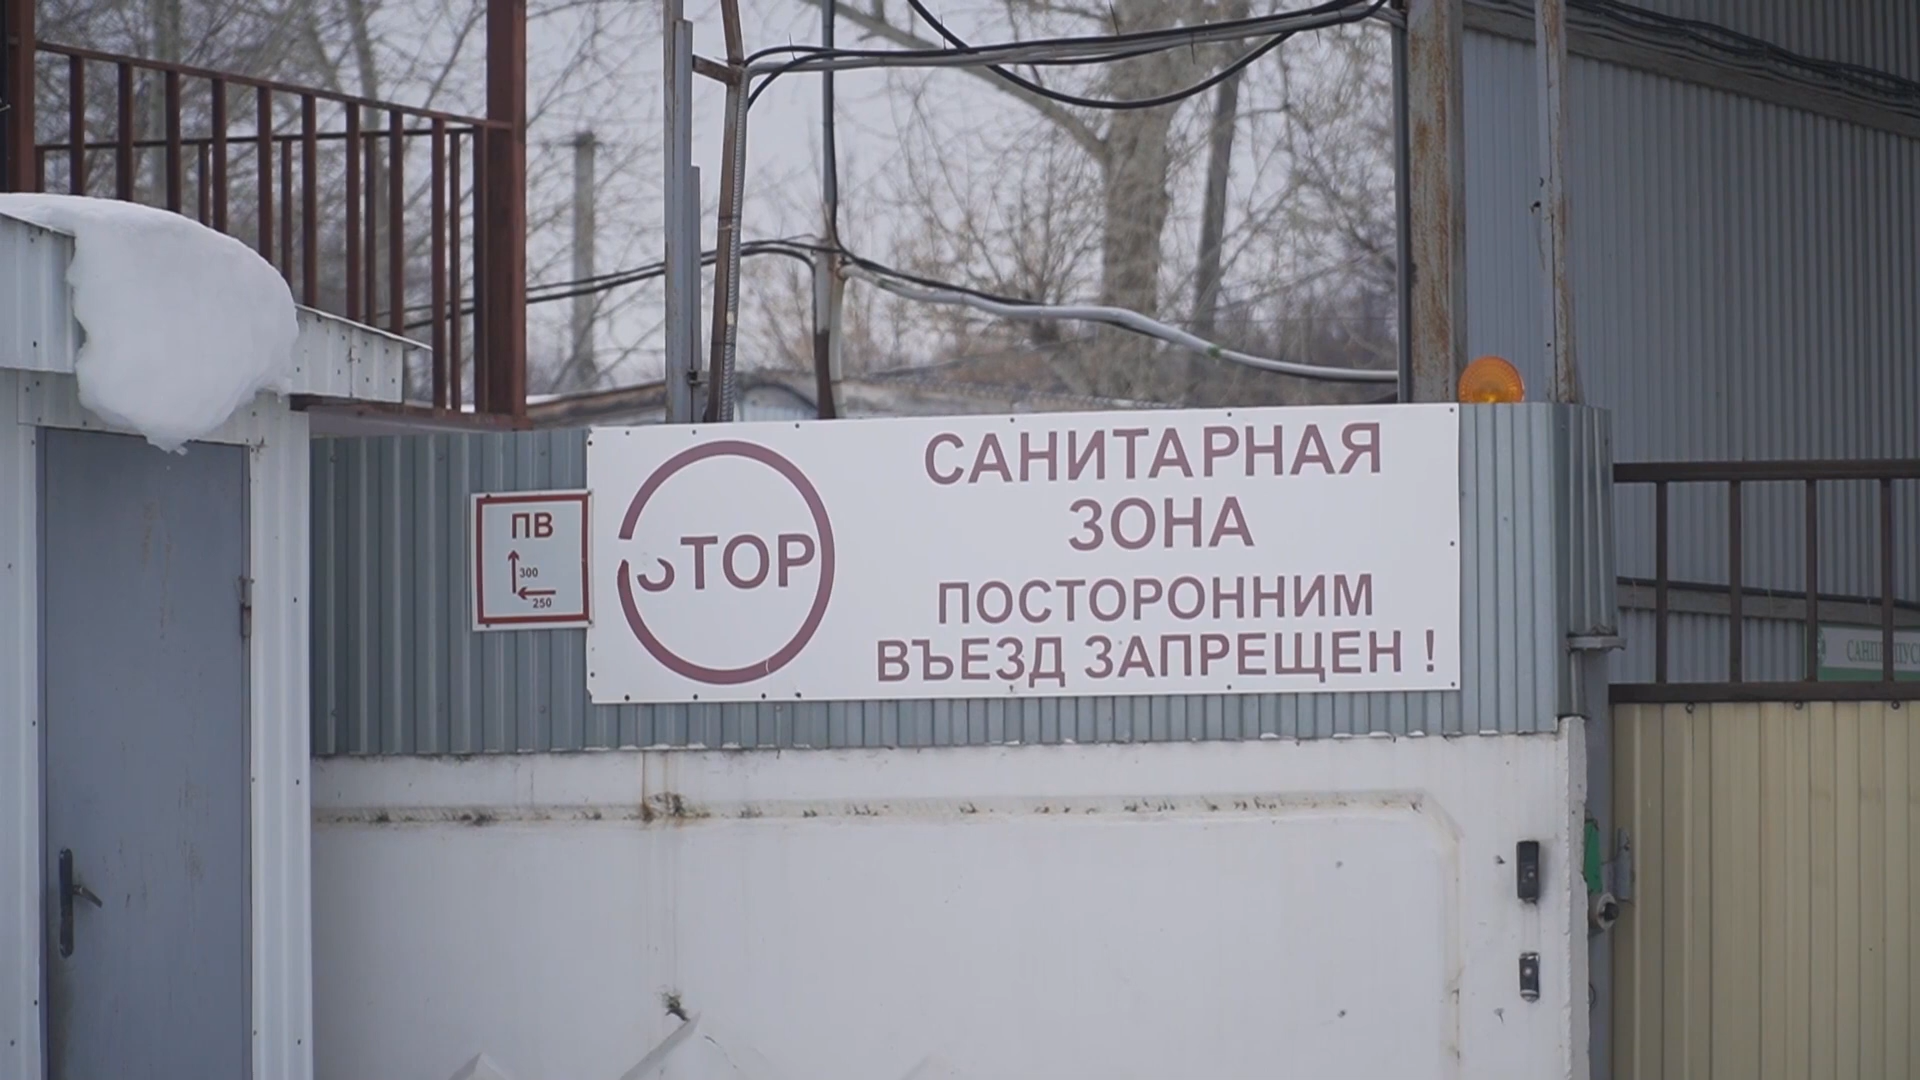 ПВ
300
250
STOP
САНИТАРНАЯ
ЗОНА
ПОСТОРОННИМ
ВЪЕЗД ЗАПРЕЩЕН !